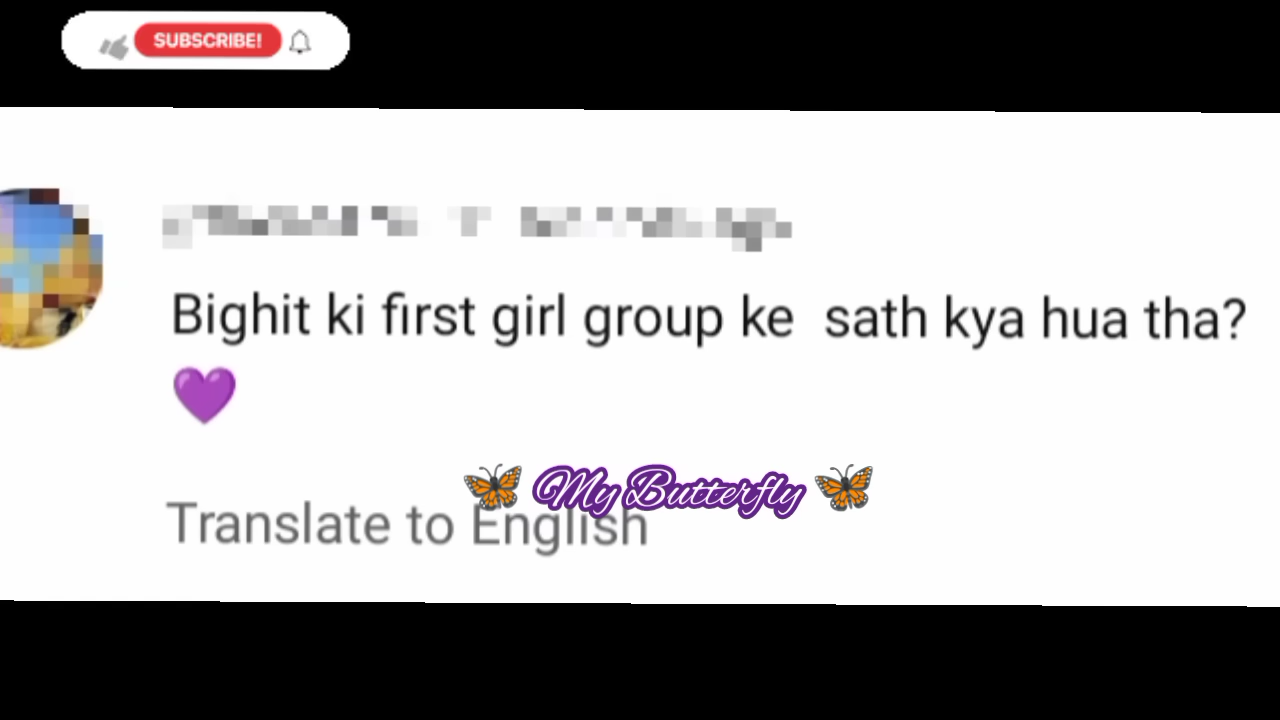 SUBSCRIBE!
Bighit ki first girl group ke sath kya hua tha?
💜
🦋 My Butterfly 🦋
Translate to English